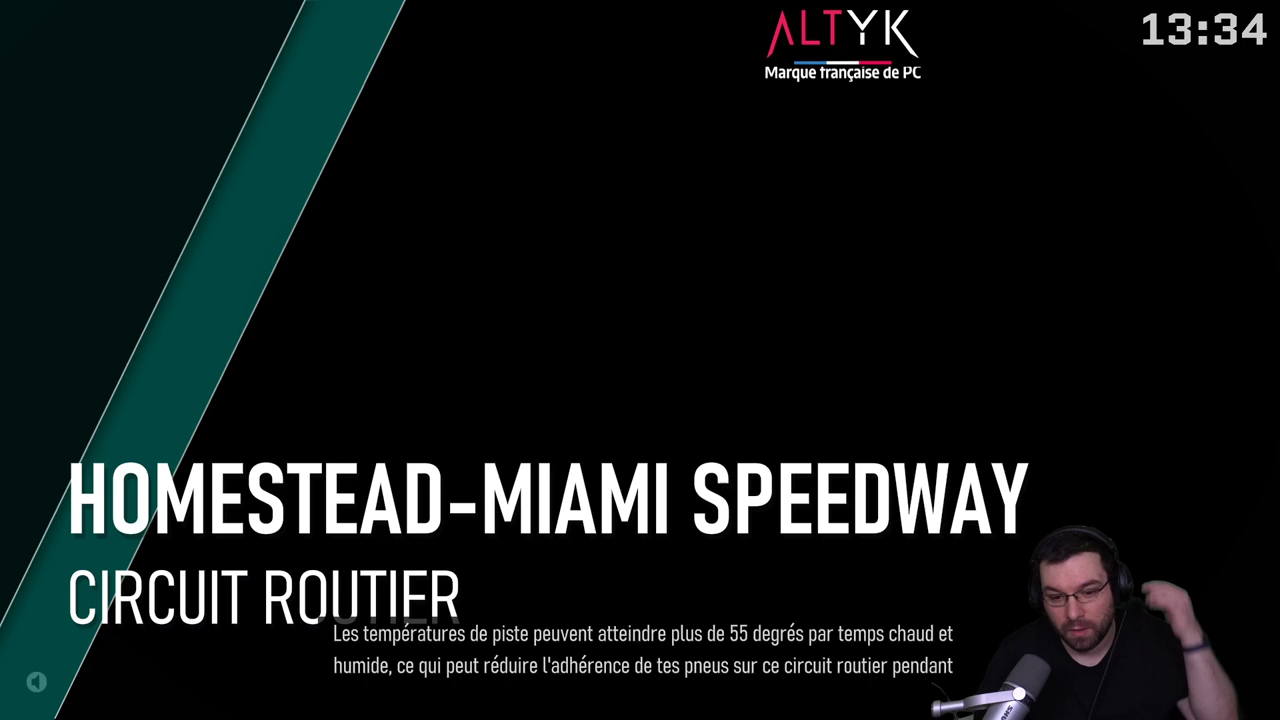 ALTYK
Marque française de PC
13:34
HOMESTEAD-MIAMI SPEEDWAY
CIRCUIT ROUTIER
Les températures de piste peuvent atteindre plus de 55 degrés par temps chaud et
humide, ce qui peut réduire l'adhérence de tes pneus sur ce circuit routier pendant